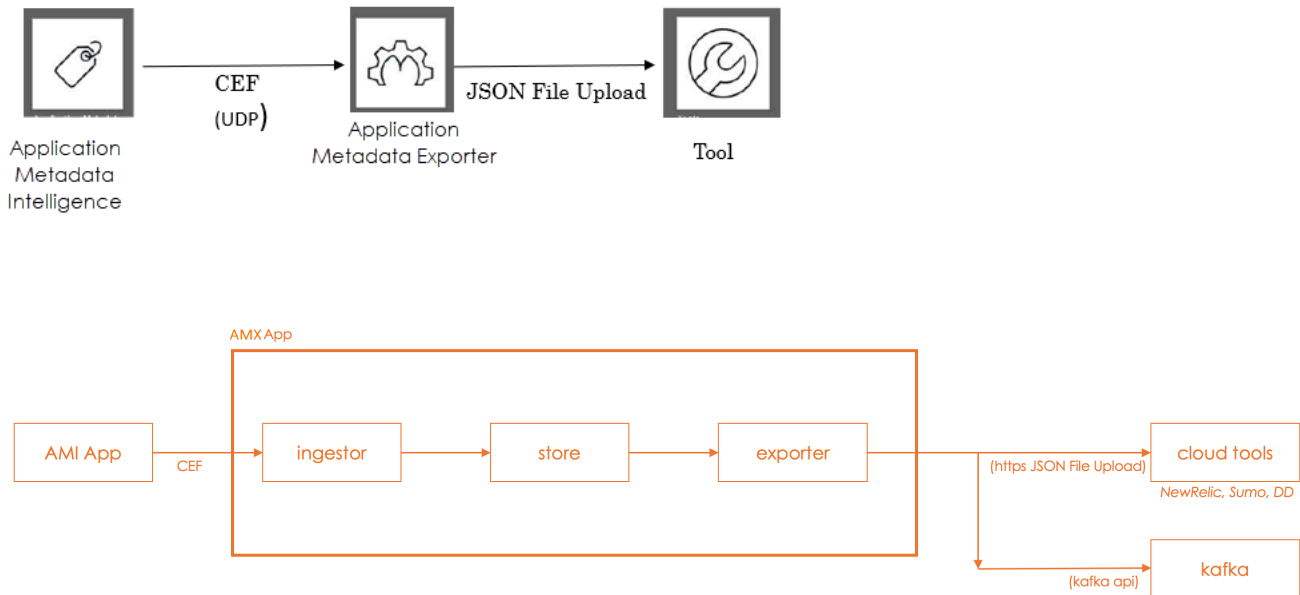 CEF
(UDP)
JSON File Upload
Application
Metadata
Intelligence
Application
Metadata Exporter
Tool
AMX App
AMI App
CEF
ingestor
store
exporter
(https JSON File Upload)
cloud tools
NewRelic, Sumo, DD
(kafka api)
kafka